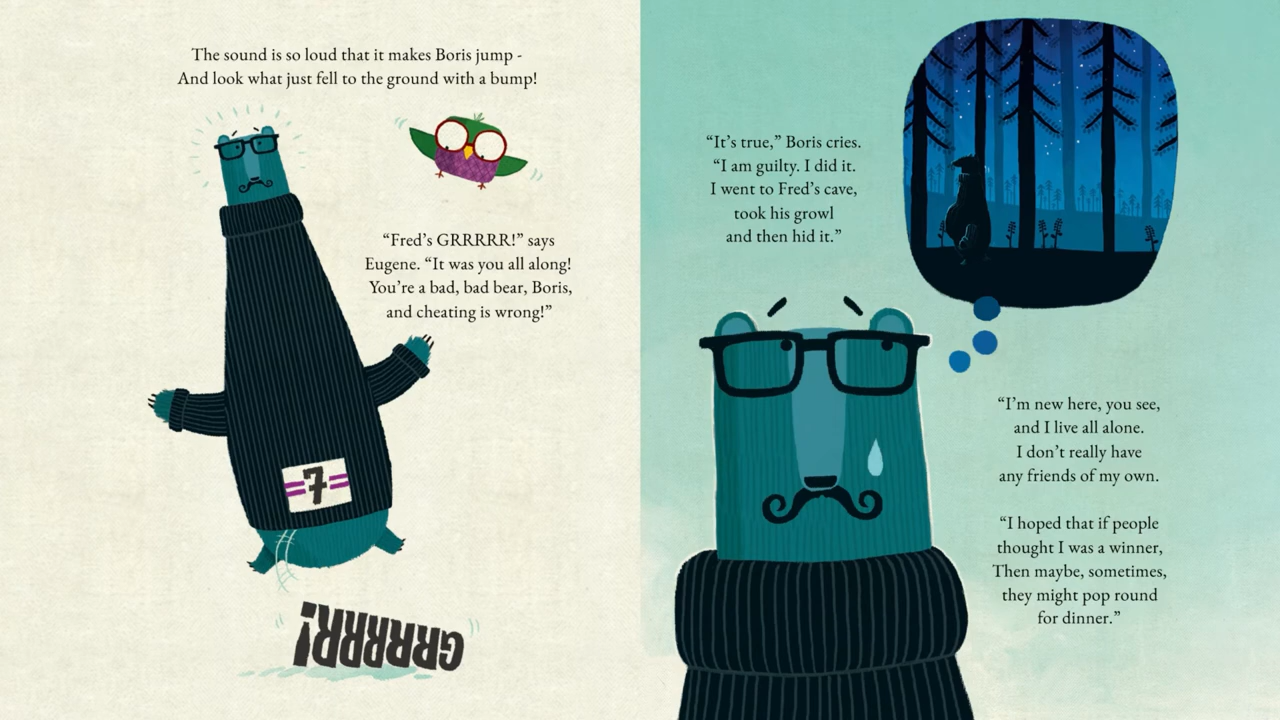 The sound is so loud that it makes Boris jump -
And look what just fell to the ground with a bump!
“Fred’s GRRRRR!” says
Eugene. “It was you all along!
You’re a bad, bad bear, Boris,
and cheating is wrong!”
7
GRRRRR!
“It’s true,” Boris cries.
“I am guilty. I did it.
I went to Fred’s cave,
took his growl
and then hid it.”
“I’m new here, you see,
and I live all alone.
I don’t really have
any friends of my own.
“I hoped that if people
thought I was a winner,
Then maybe, sometimes,
they might pop round
for dinner.”